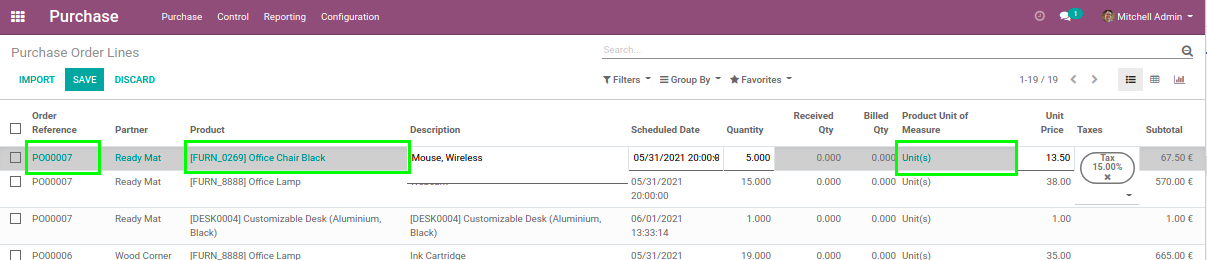 Purchase Purchase Control Reporting Configuration 1 Mitchell Admin
Purchase Order Lines Search...
IMPORT SAVE DISCARD Filters Group By Favorites 1-19 / 19
Order Reference Partner Product Description Scheduled Date Quantity Received Qty Billed Qty Product Unit of Measure Unit Price Taxes Subtotal
PO00007 Ready Mat [FURN_0269] Office Chair Black Mouse, Wireless 05/31/2021 20:00:0 5.000 0.000 0.000 Unit(s) 13.50 Tax 15.00% × 67.50 €
PO00007 Ready Mat [FURN_8888] Office Lamp 05/31/2021 20:00:00 15.000 0.000 0.000 Unit(s) 38.00 570.00 €
PO00007 Ready Mat [DESK0004] Customizable Desk (Aluminium, Black) [DESK0004] Customizable Desk (Aluminium, Black) 06/01/2021 13:33:14 1.000 0.000 0.000 Unit(s) 1.00 1.00 €
PO00006 Wood Corner [FURN_8888] Office Lamp Ink Cartridge 05/31/2021 19.000 0.000 0.000 Unit(s) 35.00 665.00 €